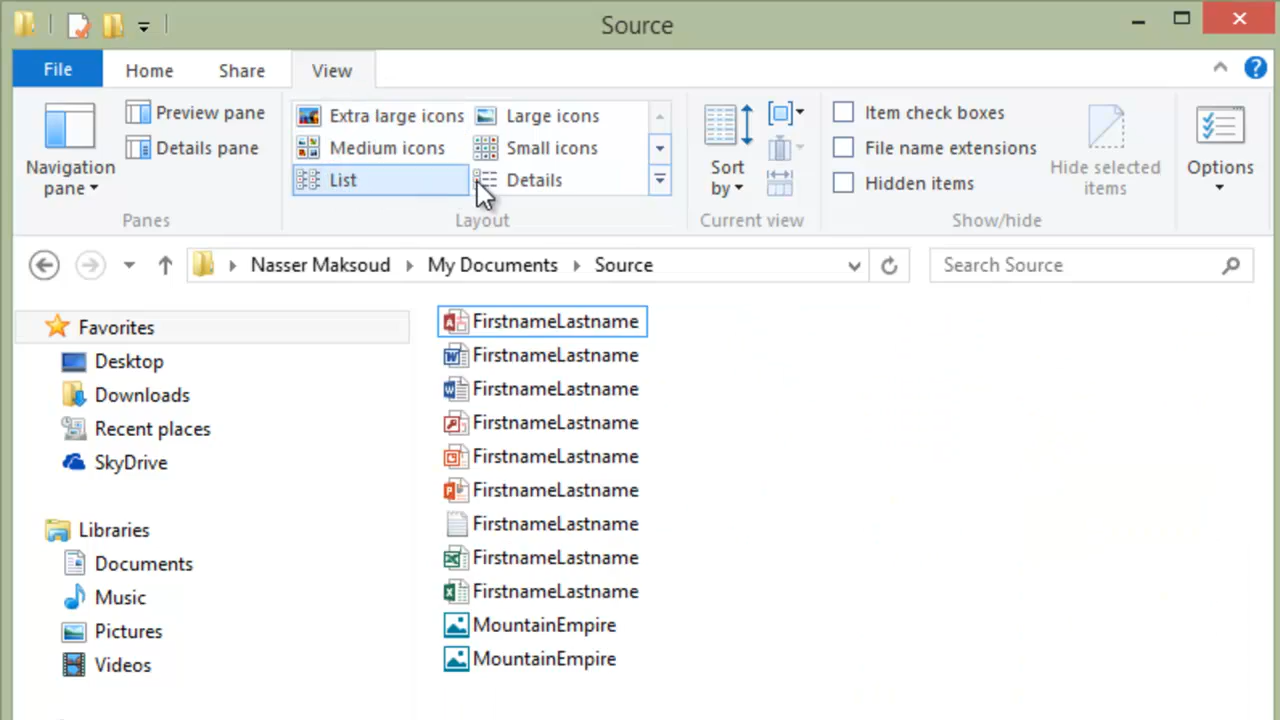 Source
File Home Share View
Navigation pane
Preview pane
Details pane
Panes
Extra large icons Large icons
Medium icons Small icons
List Details
Layout
Sort by
Current view
Item check boxes
File name extensions
Hidden items
Hide selected items
Show/hide
Options
Nasser Maksoud My Documents Source
Search Source
Favorites
Desktop
Downloads
Recent places
SkyDrive
Libraries
Documents
Music
Pictures
Videos
FirstnameLastname
FirstnameLastname
FirstnameLastname
FirstnameLastname
FirstnameLastname
FirstnameLastname
FirstnameLastname
FirstnameLastname
FirstnameLastname
MountainEmpire
MountainEmpire